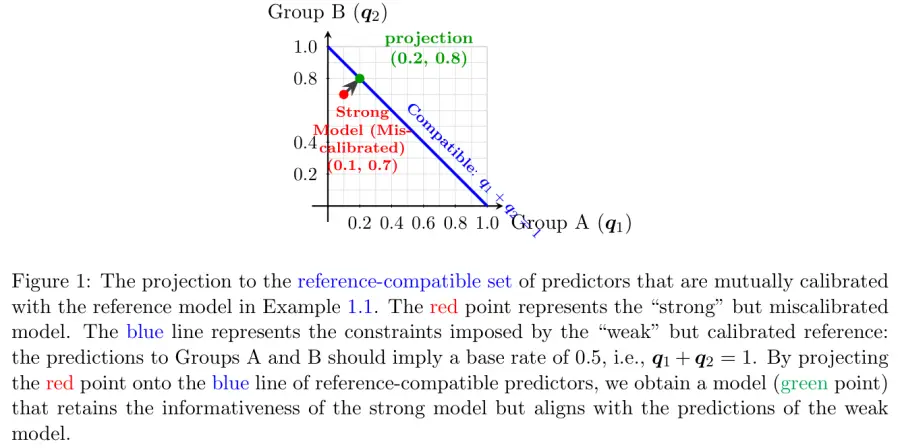 Group B (q₂)
projection
(0.2, 0.8)
1.0
0.8
0.4
0.2
Strong
Model (Mis-
calibrated)
(0.1, 0.7)
Compatible: q₁ + q₂ = 1
0.2 0.4 0.6 0.8 1.0
Group A (q₁)
Figure 1: The projection to the reference-compatible set of predictors that are mutually calibrated
with the reference model in Example 1.1. The red point represents the “strong” but miscalibrated
model. The blue line represents the constraints imposed by the “weak” but calibrated reference:
the predictions to Groups A and B should imply a base rate of 0.5, i.e., q₁ + q₂ = 1. By projecting
the red point onto the blue line of reference-compatible predictors, we obtain a model (green point)
that retains the informativeness of the strong model but aligns with the predictions of the weak
model.